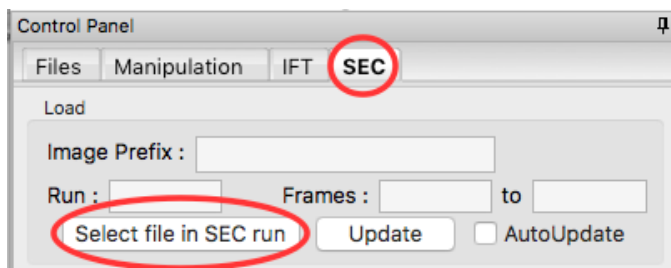 Control Panel
Files Manipulation IFT SEC
Load
Image Prefix :
Run : Frames : to
Select file in SEC run Update AutoUpdate